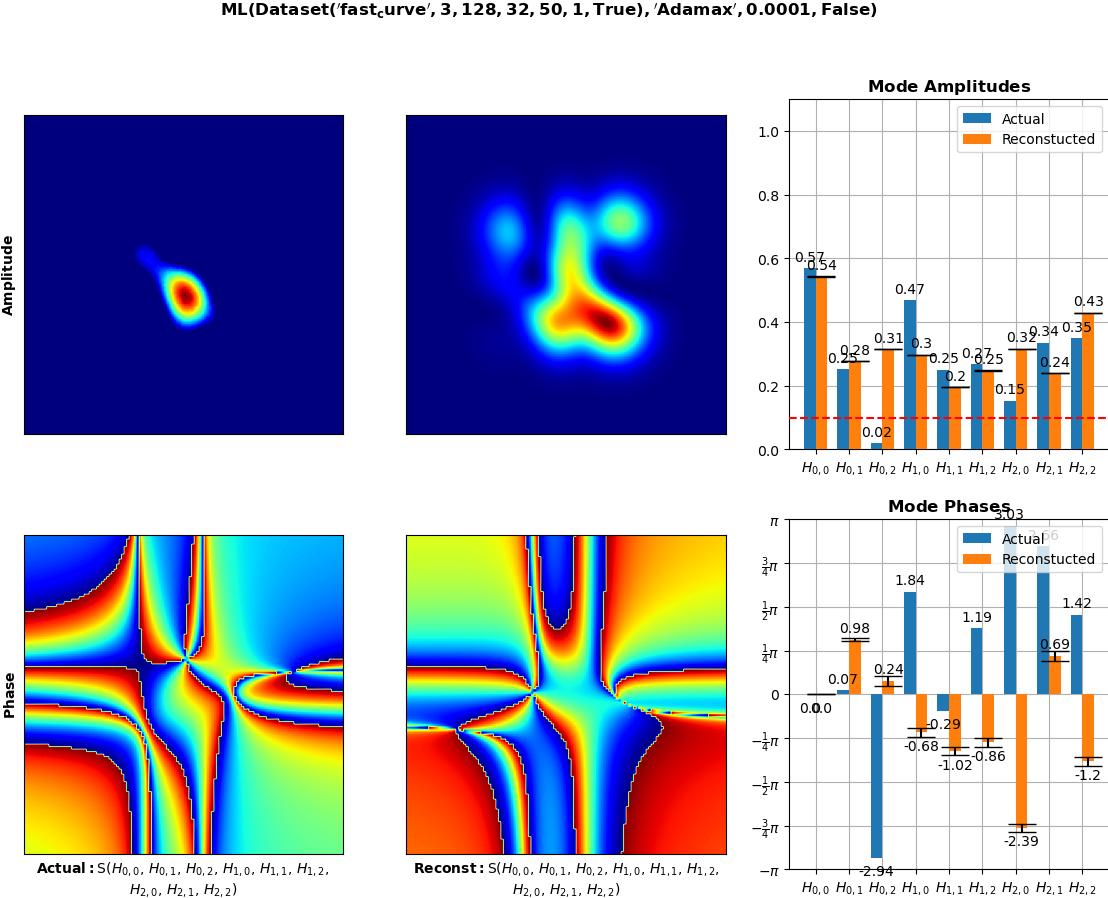 ML(Dataset('fast_curve', 3, 128, 32, 50, 1, True), 'Adamax', 0.0001, False)
Amplitude
Mode Amplitudes
Actual
Reconstucted
1.0
0.8
0.6
0.4
0.2
0.0
0.57
0.54
0.25
0.28
0.02
0.31
0.47
0.3
0.25
0.2
0.27
0.25
0.15
0.32
0.34
0.24
0.35
0.43
H0,0 H0,1 H0,2 H1,0 H1,1 H1,2 H2,0 H2,1 H2,2
Phase
Mode Phases
Actual
Reconstucted
π
3/4π
1/2π
1/4π
0
−1/4π
−1/2π
−3/4π
−π
0.0
0.0
0.07
0.98
-2.94
0.24
1.84
-0.68
-0.29
-1.02
1.19
-0.86
3.03
-2.39
2.66
0.69
1.42
-1.2
H0,0 H0,1 H0,2 H1,0 H1,1 H1,2 H2,0 H2,1 H2,2
Actual: S(H0,0, H0,1, H0,2, H1,0, H1,1, H1,2,
H2,0, H2,1, H2,2)
Reconst: S(H0,0, H0,1, H0,2, H1,0, H1,1, H1,2,
H2,0, H2,1, H2,2)